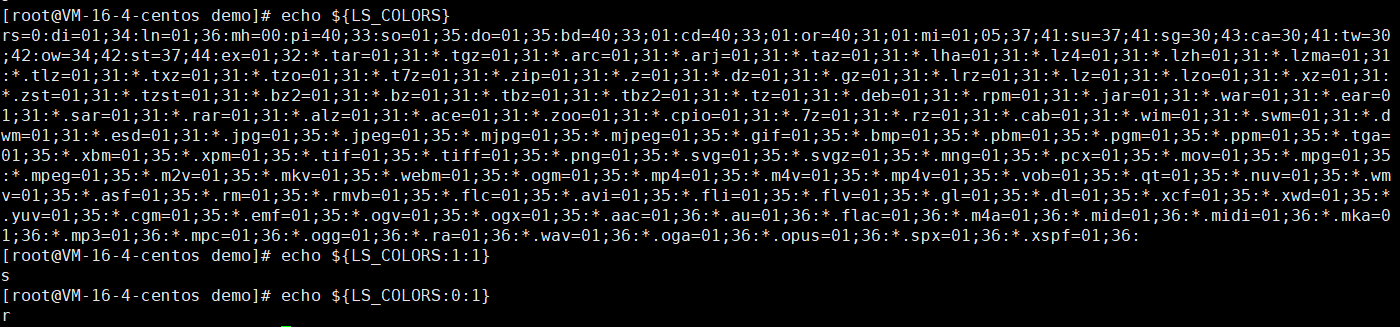 [root@VM-16-4-centos demo]# echo ${LS_COLORS}
rs=0:di=01;34:ln=01;36:mh=00:pi=40;33:so=01;35:do=01;35:bd=40;33;01:cd=40;33;01:or=40;31;01:mi=01;05;37;41:su=37;41:sg=30;43:ca=30;41:tw=30
;42:ow=34;42:st=37;44:ex=01;32:*.tar=01;31:*.tgz=01;31:*.arc=01;31:*.arj=01;31:*.taz=01;31:*.lha=01;31:*.lz4=01;31:*.lzh=01;31:*.lzma=01;31
:*.tlz=01;31:*.txz=01;31:*.tzo=01;31:*.t7z=01;31:*.zip=01;31:*.z=01;31:*.dz=01;31:*.gz=01;31:*.lrz=01;31:*.lz=01;31:*.lzo=01;31:*.xz=01;31:
*.zst=01;31:*.tzst=01;31:*.bz2=01;31:*.bz=01;31:*.tbz=01;31:*.tbz2=01;31:*.tz=01;31:*.deb=01;31:*.rpm=01;31:*.jar=01;31:*.war=01;31:*.ear=01
;31:*.sar=01;31:*.rar=01;31:*.alz=01;31:*.ace=01;31:*.zoo=01;31:*.cpio=01;31:*.7z=01;31:*.rz=01;31:*.cab=01;31:*.wim=01;31:*.swm=01;31:*.d
wm=01;31:*.esd=01;31:*.jpg=01;35:*.jpeg=01;35:*.mjpg=01;35:*.mjpeg=01;35:*.gif=01;35:*.bmp=01;35:*.pbm=01;35:*.pgm=01;35:*.ppm=01;35:*.tga=
01;35:*.xbm=01;35:*.xpm=01;35:*.tif=01;35:*.tiff=01;35:*.png=01;35:*.svg=01;35:*.svgz=01;35:*.mng=01;35:*.pcx=01;35:*.mov=01;35:*.mpg=01;35
:*.mpeg=01;35:*.m2v=01;35:*.mkv=01;35:*.webm=01;35:*.ogm=01;35:*.mp4=01;35:*.m4v=01;35:*.mp4v=01;35:*.vob=01;35:*.qt=01;35:*.nuv=01;35:*.wm
v=01;35:*.asf=01;35:*.rm=01;35:*.rmvb=01;35:*.flc=01;35:*.avi=01;35:*.fli=01;35:*.flv=01;35:*.gl=01;35:*.dl=01;35:*.xcf=01;35:*.xwd=01;35:*
.yuv=01;35:*.cgm=01;35:*.emf=01;35:*.ogv=01;35:*.ogx=01;35:*.aac=01;36:*.au=01;36:*.flac=01;36:*.m4a=01;36:*.mid=01;36:*.midi=01;36:*.mka=0
1;36:*.mp3=01;36:*.mpc=01;36:*.ogg=01;36:*.ra=01;36:*.wav=01;36:*.oga=01;36:*.opus=01;36:*.spx=01;36:*.xspf=01;36:
[root@VM-16-4-centos demo]# echo ${LS_COLORS:1:1}
s
[root@VM-16-4-centos demo]# echo ${LS_COLORS:0:1}
r